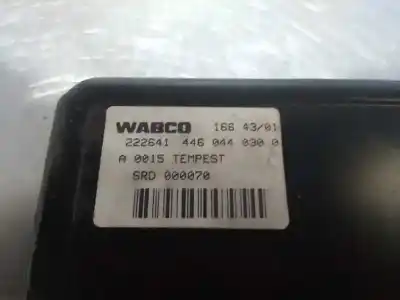 WABCO 166 43/01
222641 446 044 030 0
A 0015 TEMPEST
SRD 000070